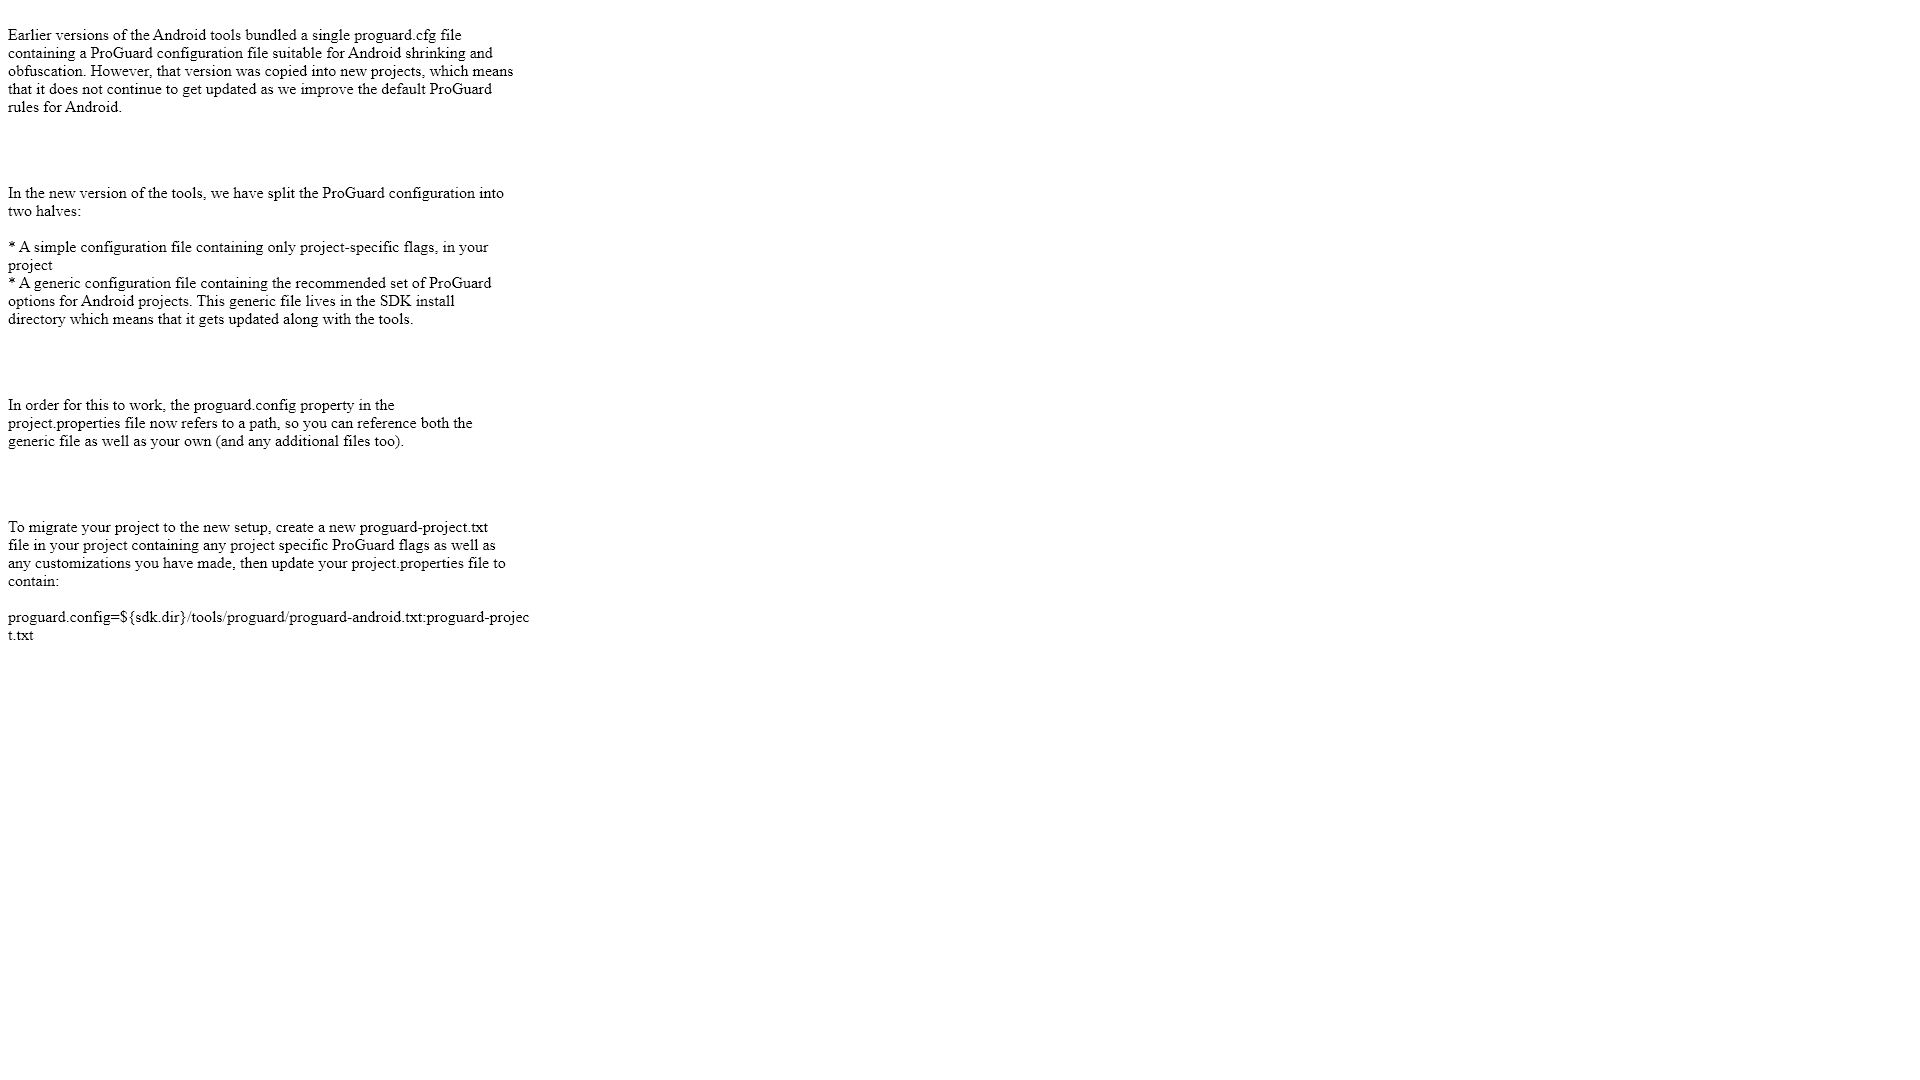 Earlier versions of the Android tools bundled a single proguard.cfg file
containing a ProGuard configuration file suitable for Android shrinking and
obfuscation. However, that version was copied into new projects, which means
that it does not continue to get updated as we improve the default ProGuard
rules for Android.
In the new version of the tools, we have split the ProGuard configuration into
two halves:
* A simple configuration file containing only project-specific flags, in your
project
* A generic configuration file containing the recommended set of ProGuard
options for Android projects. This generic file lives in the SDK install
directory which means that it gets updated along with the tools.
In order for this to work, the proguard.config property in the
project.properties file now refers to a path, so you can reference both the
generic file as well as your own (and any additional files too).
To migrate your project to the new setup, create a new proguard-project.txt
file in your project containing any project specific ProGuard flags as well as
any customizations you have made, then update your project.properties file to
contain:
proguard.config=${sdk.dir}/tools/proguard/proguard-android.txt:proguard-projec
t.txt